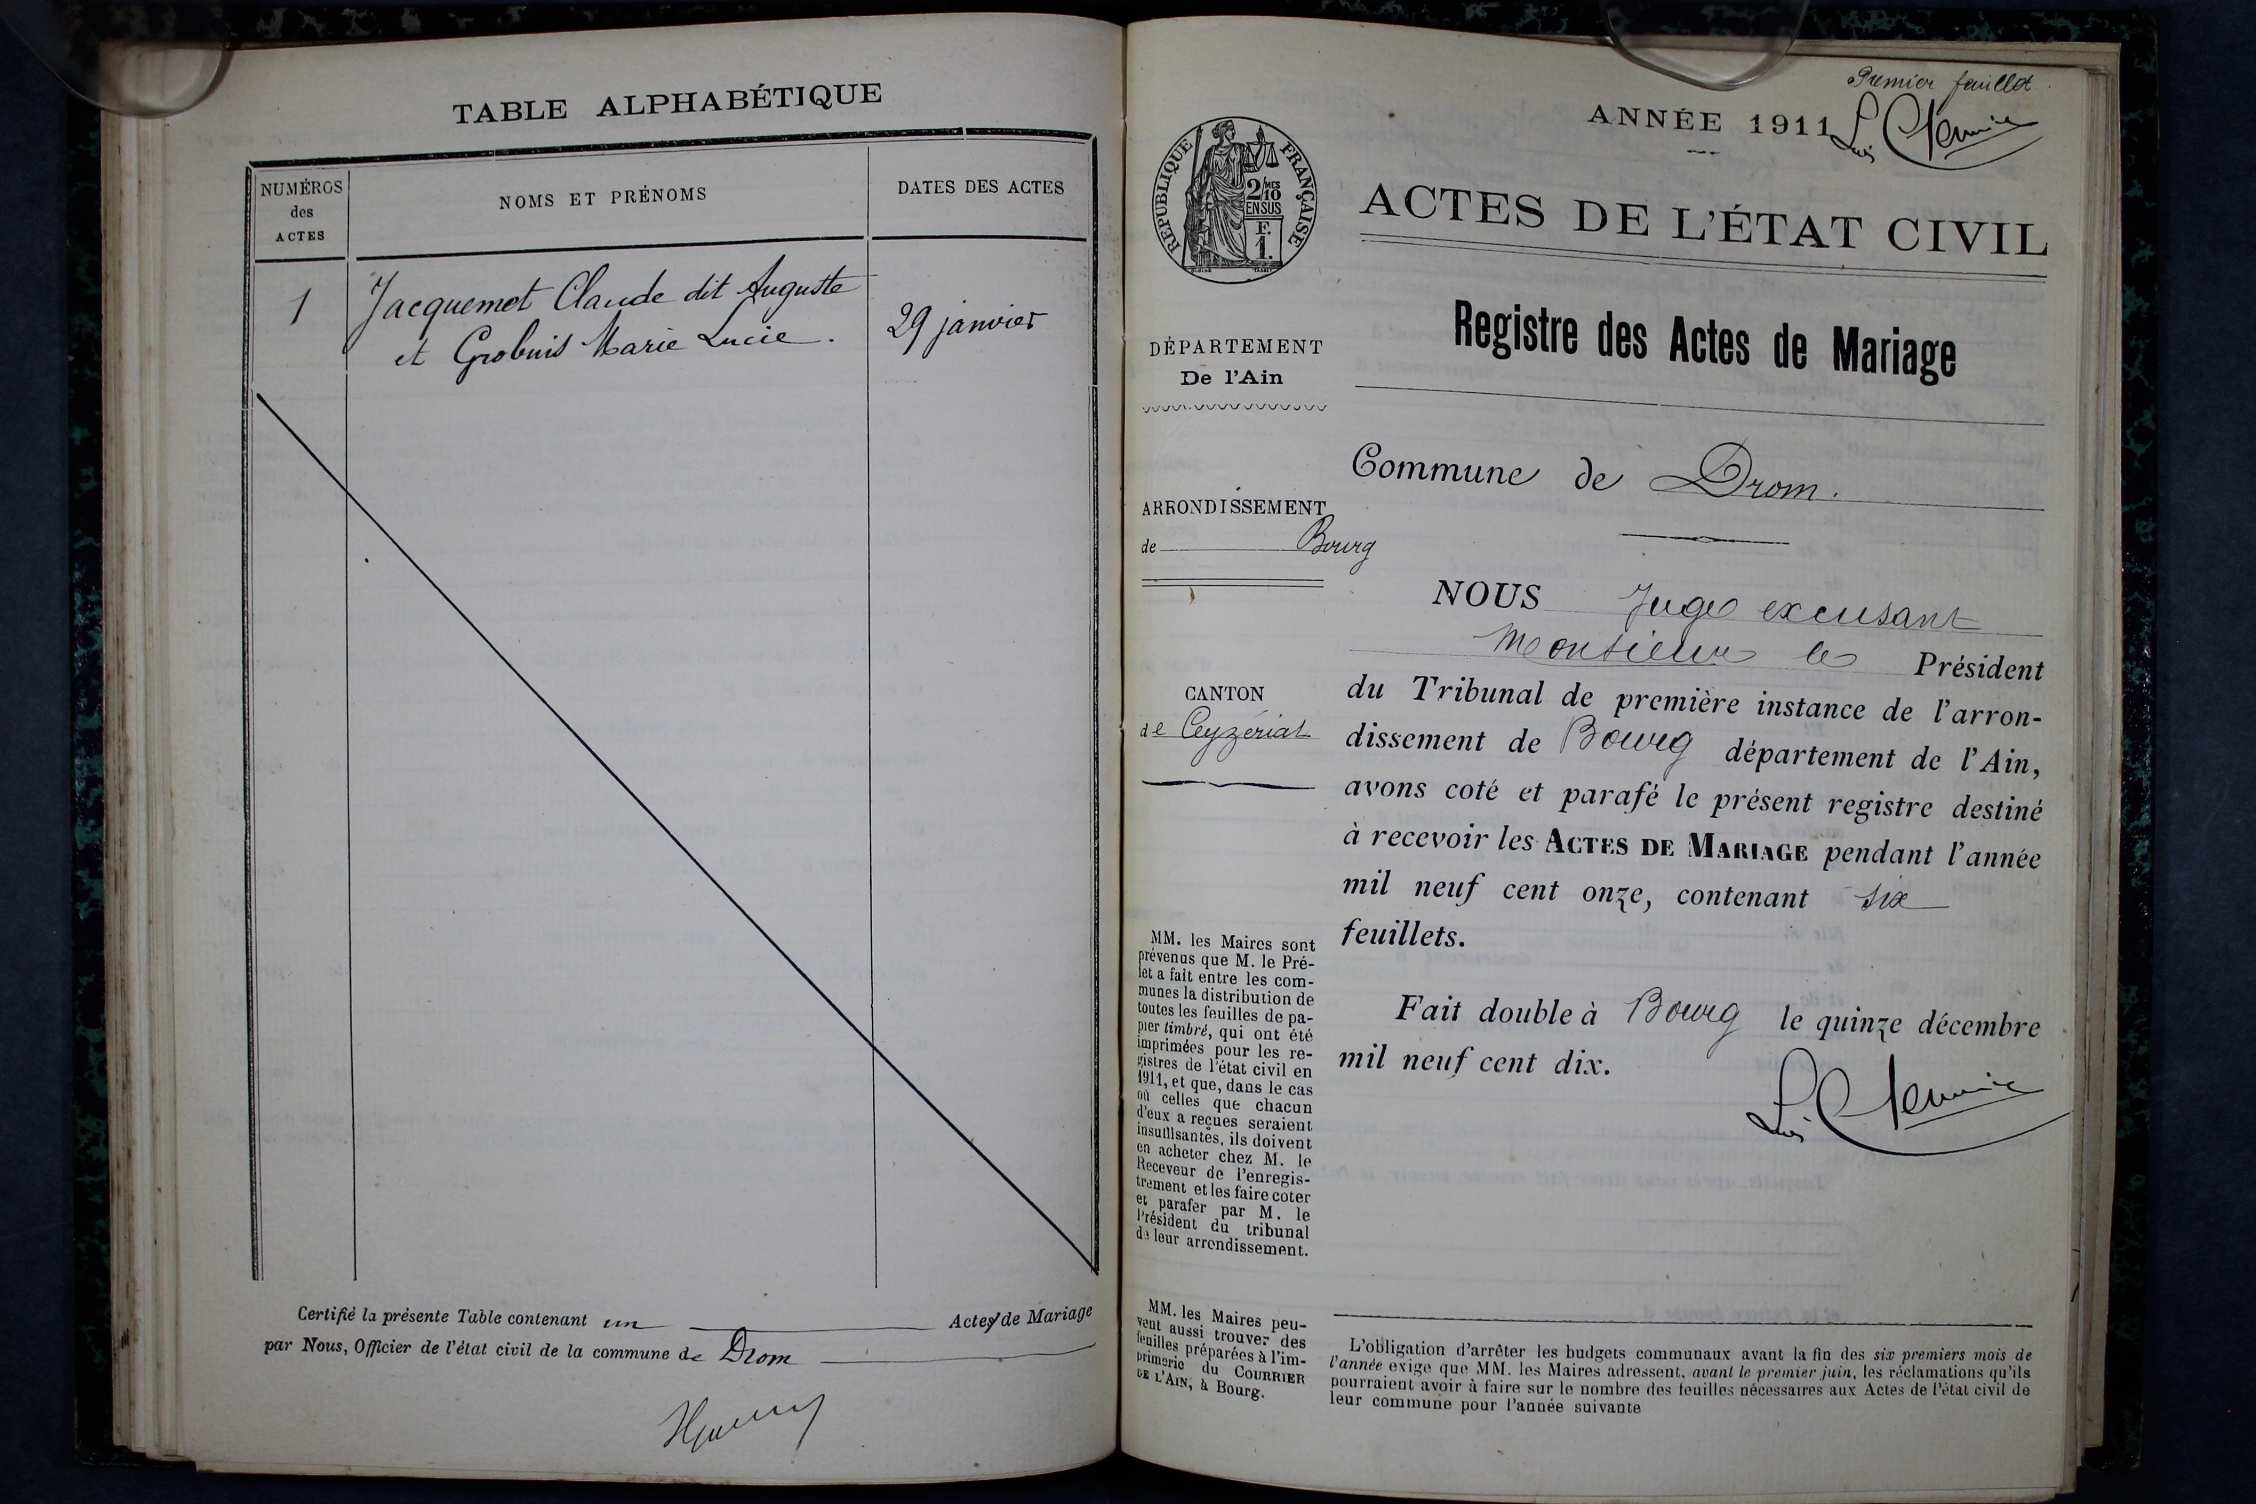 TABLE ALPHABÉTIQUE
NUMÉROS
des
ACTES
NOMS ET PRÉNOMS
DATES DES ACTES
1
Jacquemet Claude dit Auguste
et Grobuis Marie Lucie.
29 janvier
Certifié la présente Table contenant un Actes de Mariage
par Nous, Officier de l'état civil de la commune de Drom
Premier feuillet
ANNÉE 1911
RÉPUBLIQUE FRANÇAISE
2/10
MES
EN SUS
F.
1.
ACTES DE L'ÉTAT CIVIL
Registre des Actes de Mariage
DÉPARTEMENT
De l'Ain
Commune de Drom.
ARRONDISSEMENT
de Bourg
CANTON
de Ceyzériat
NOUS Juge excusant
Monsieur le Président
du Tribunal de première instance de l'arron-
dissement de Bourg département de l'Ain,
avons coté et parafé le présent registre destiné
à recevoir les ACTES DE MARIAGE pendant l'année
mil neuf cent onze, contenant six
feuillets.
Fait double à Bourg le quinze décembre
mil neuf cent dix.
MM. les Maires sont
prévenus que M. le Pré-
fet a fait entre les com-
munes la distribution de
toutes les feuilles de pa-
pier timbré, qui ont été
imprimées pour les re-
gistres de l'état civil en
1911, et que, dans le cas
où celles que chacun
d'eux a reçues seraient
insuffisantes, ils doivent
en acheter chez M. le
Receveur de l'enregis-
trement et les faire coter
et parafer par M. le
Président du tribunal
de leur arrondissement.
MM. les Maires peu-
vent aussi trouver des
feuilles préparées à l'im-
primerie du COURRIER
DE L'AIN, à Bourg.
L'obligation d'arrêter les budgets communaux avant la fin des six premiers mois de
l'année exige que MM. les Maires adressent, avant le premier juin, les réclamations qu'ils
pourraient avoir à faire sur le nombre des feuilles nécessaires aux Actes de l'état civil de
leur commune pour l'année suivante